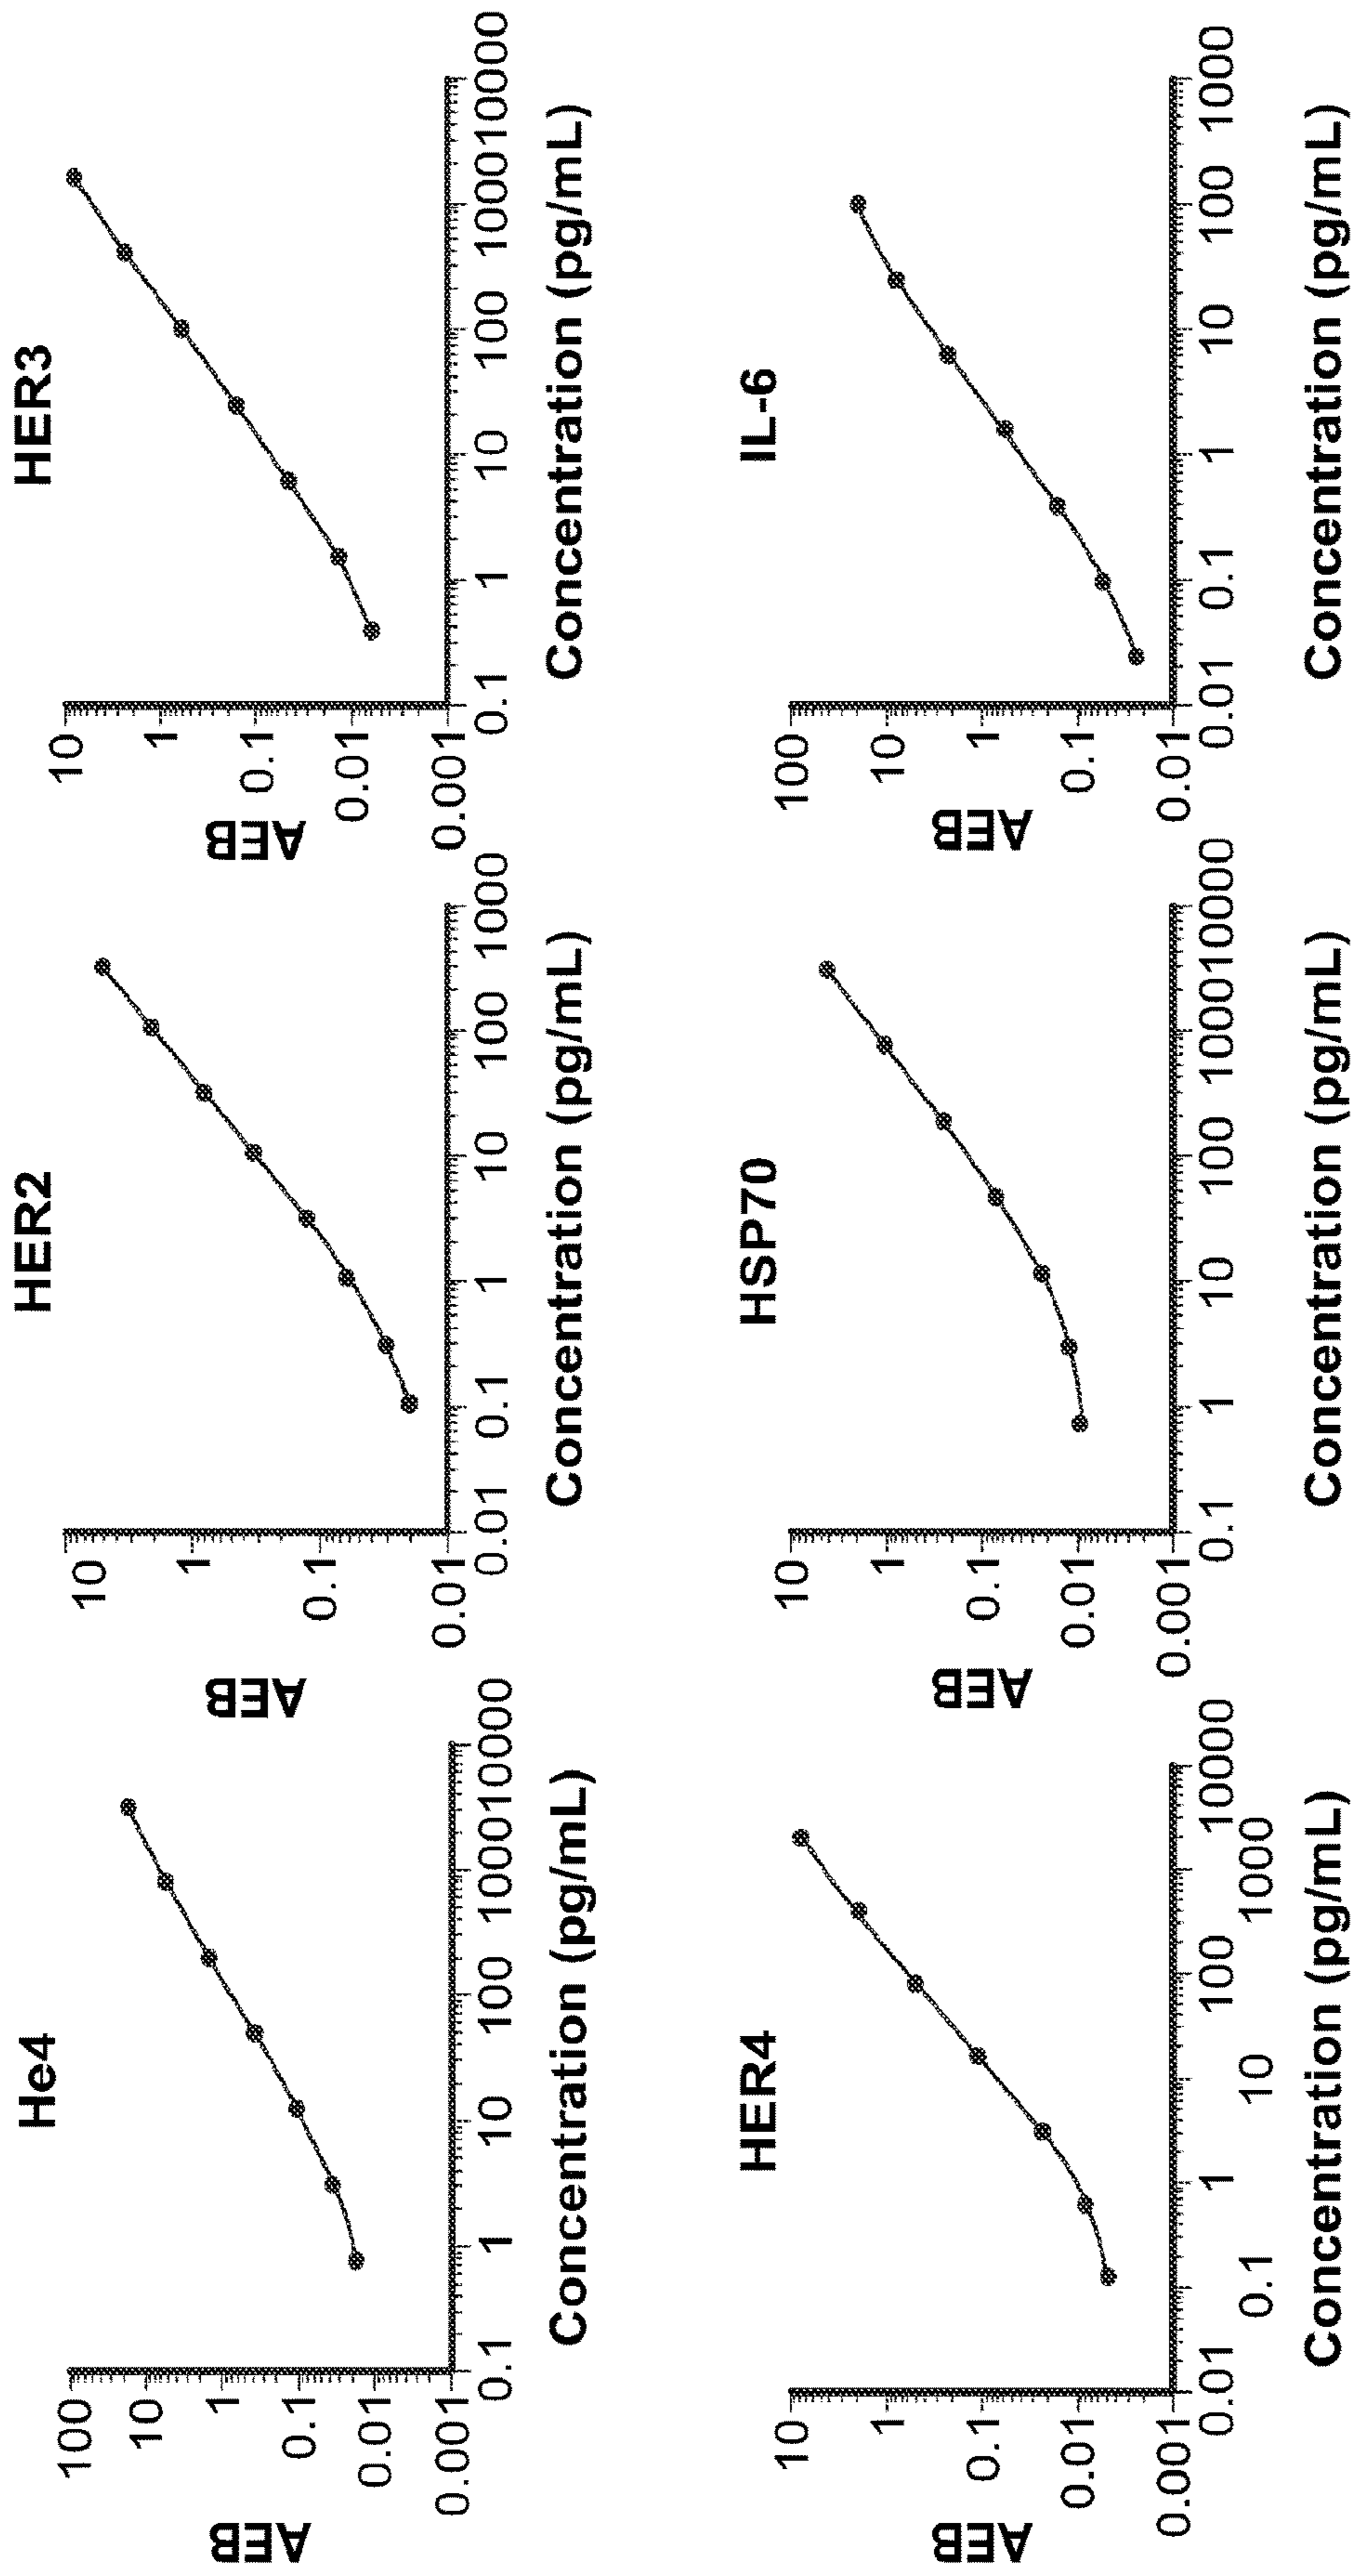 He4
AEB
100
10
1
0.1
0.01
0.001
0.1 1 10 100 1000 10000
Concentration (pg/mL)
HER2
AEB
10
1
0.1
0.01
0.01 0.1 1 10 100 1000
Concentration (pg/mL)
HER3
AEB
10
1
0.1
0.01
0.001
0.1 1 10 100 1000 10000
Concentration (pg/mL)
HER4
AEB
10
1
0.1
0.01
0.001
0.01 1 100 10000
0.1 10 1000
Concentration (pg/mL)
HSP70
AEB
10
1
0.1
0.01
0.001
0.1 1 10 100 1000 10000
Concentration (pg/mL)
IL-6
AEB
100
10
1
0.1
0.01
0.01 0.1 1 10 100 1000
Concentration (pg/mL)